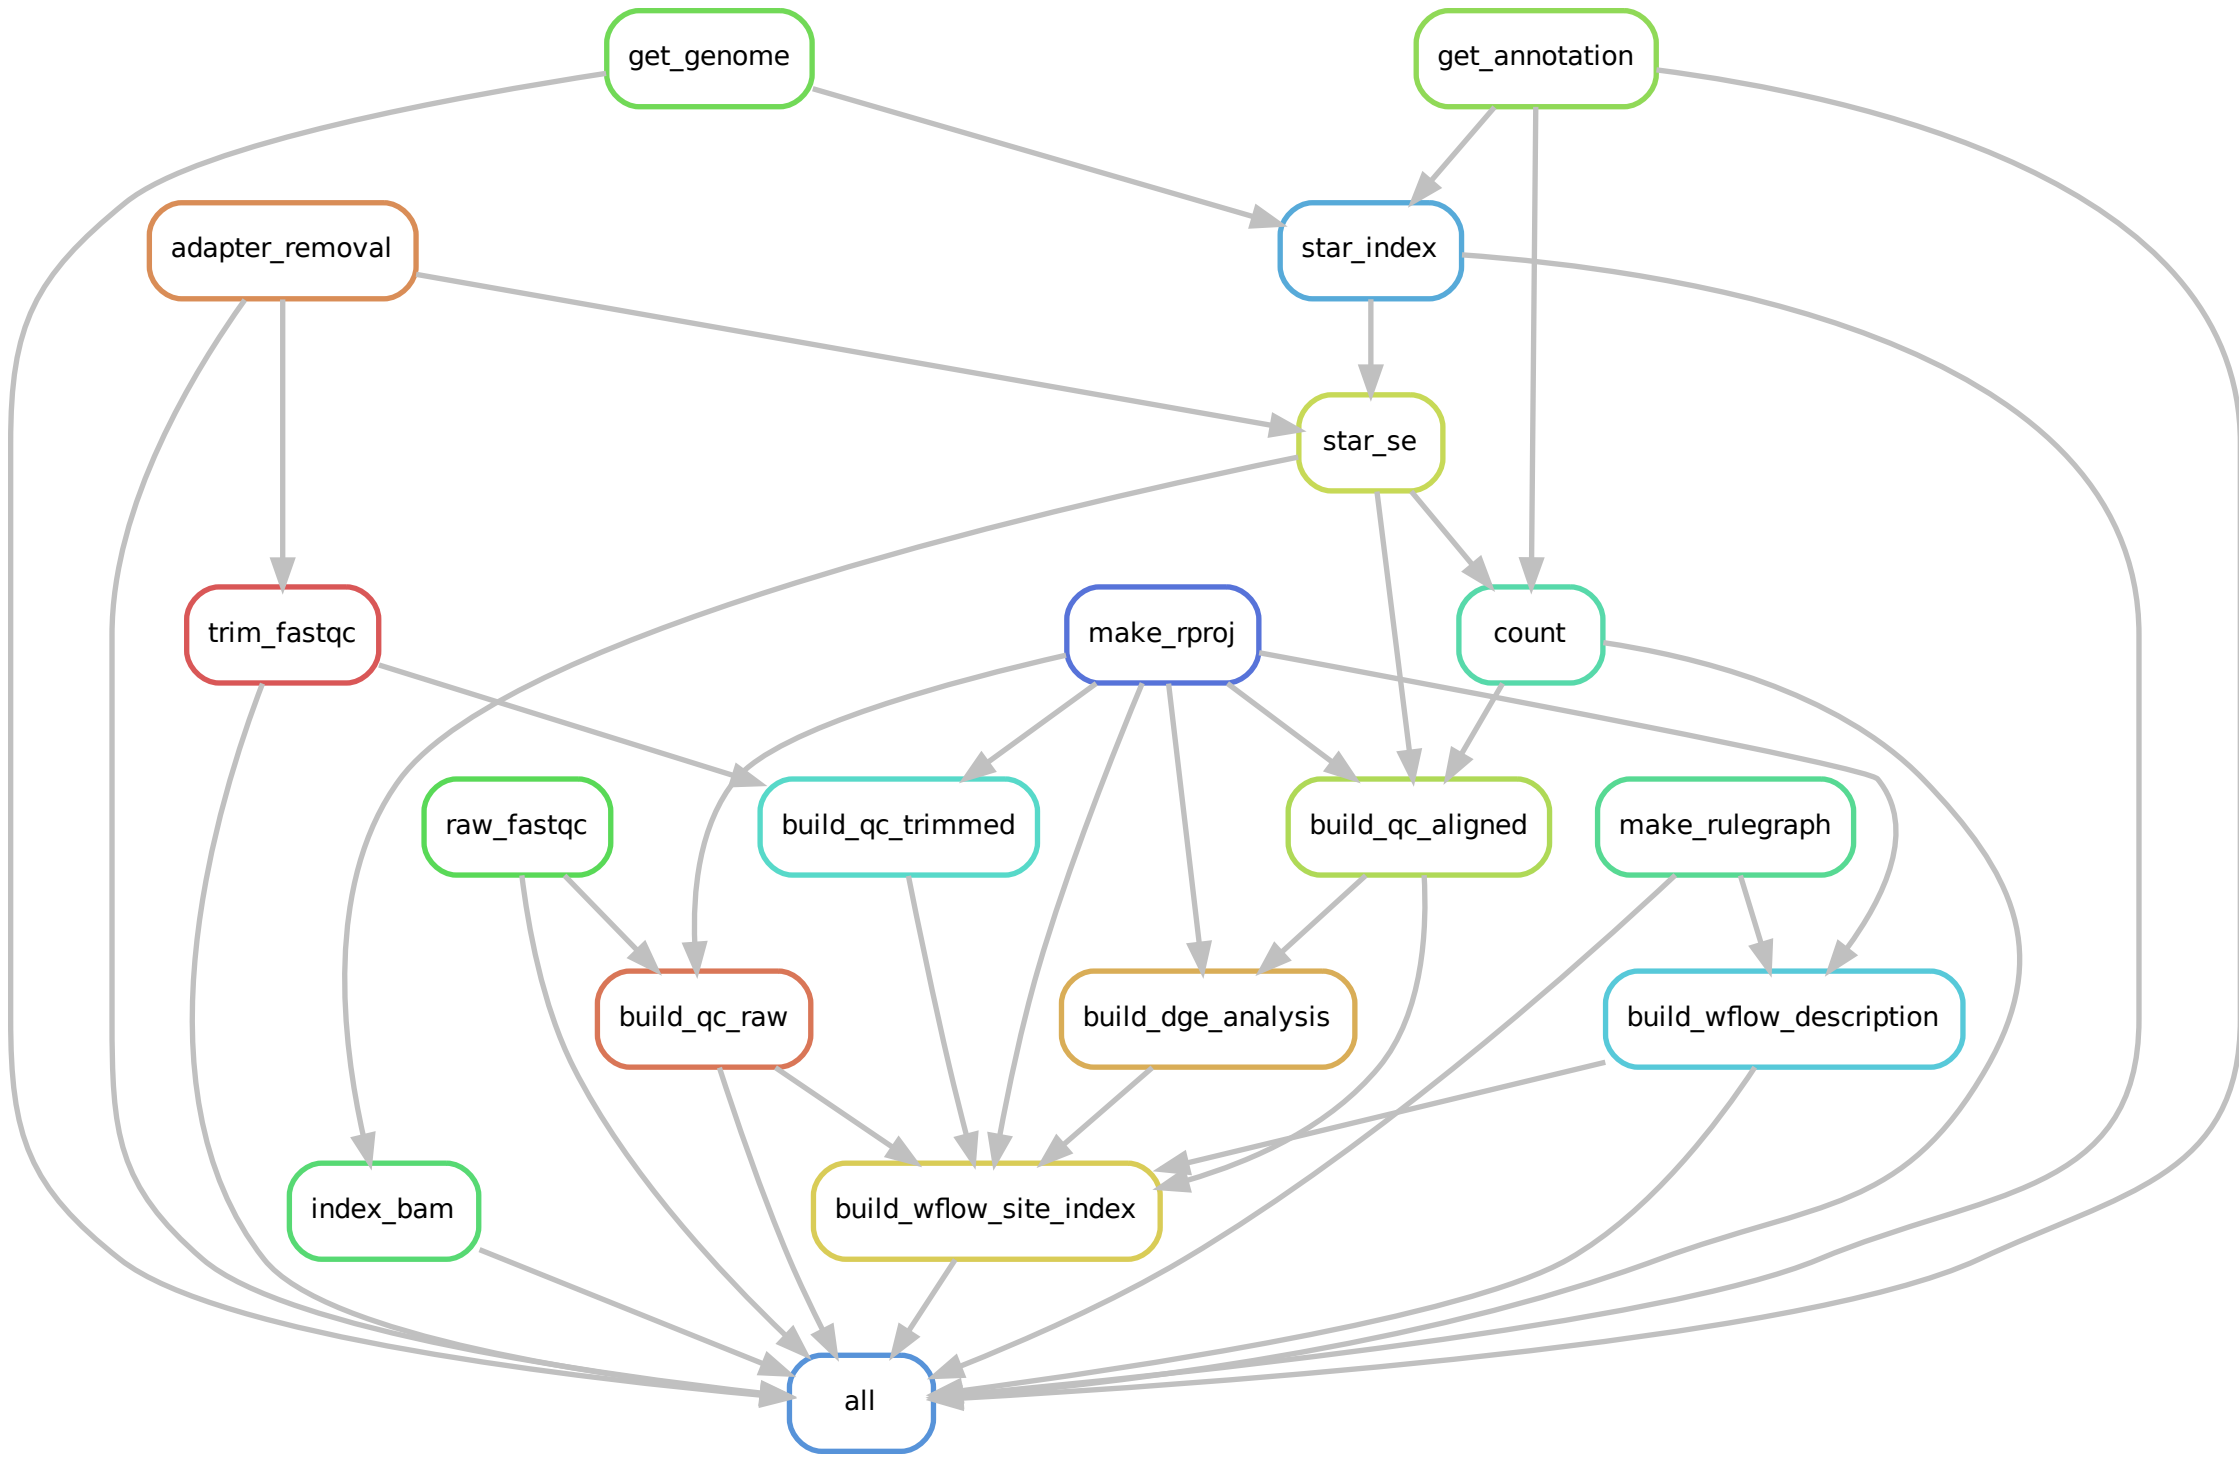 get_genome
get_annotation
adapter_removal
star_index
star_se
trim_fastqc
make_rproj
count
raw_fastqc
build_qc_trimmed
build_qc_aligned
make_rulegraph
build_qc_raw
build_dge_analysis
build_wflow_description
index_bam
build_wflow_site_index
all